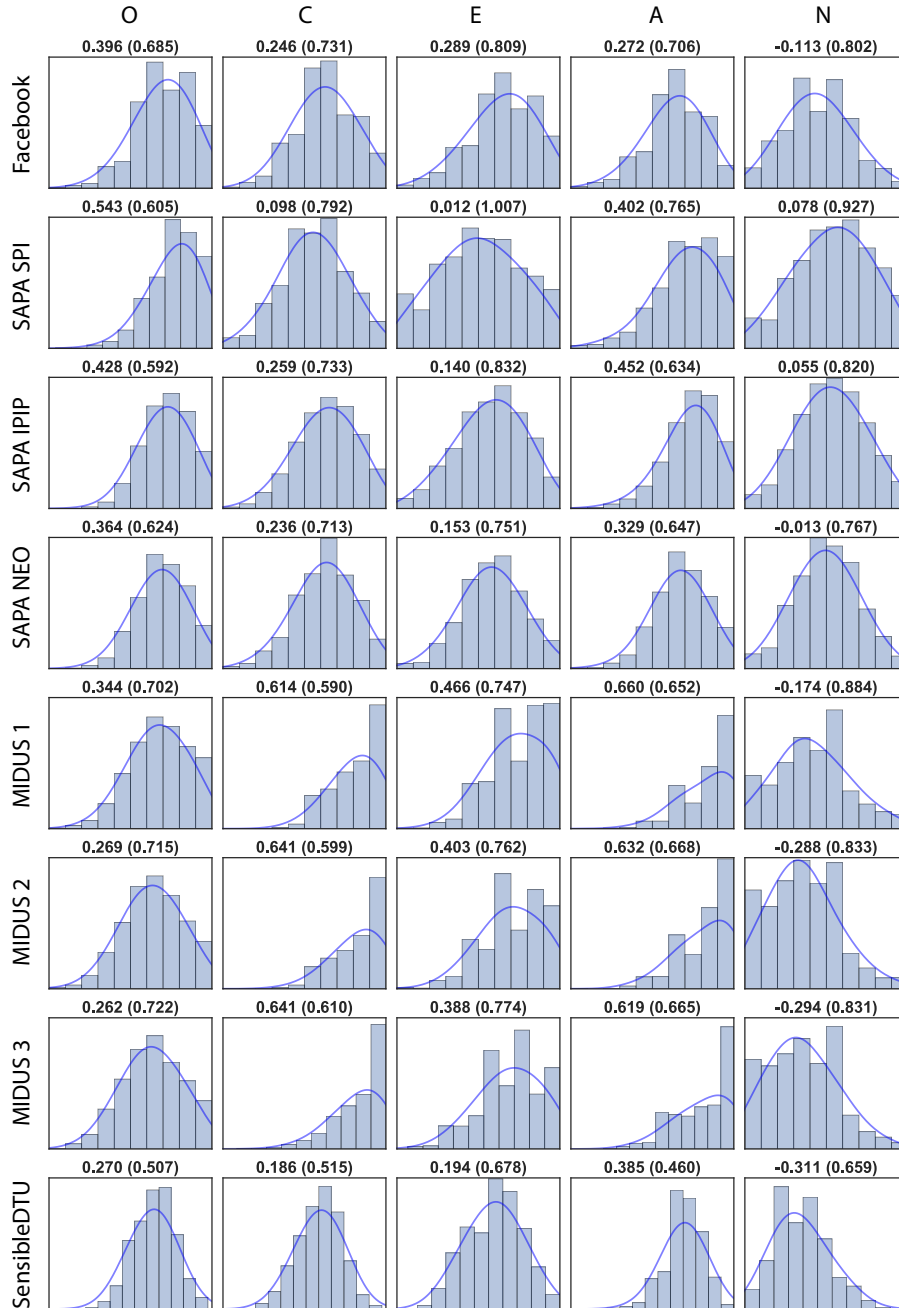 O C E A N
0.396 (0.685) 0.246 (0.731) 0.289 (0.809) 0.272 (0.706) -0.113 (0.802)
Facebook
0.543 (0.605) 0.098 (0.792) 0.012 (1.007) 0.402 (0.765) 0.078 (0.927)
SAPA SPI
0.428 (0.592) 0.259 (0.733) 0.140 (0.832) 0.452 (0.634) 0.055 (0.820)
SAPA IPIP
0.364 (0.624) 0.236 (0.713) 0.153 (0.751) 0.329 (0.647) -0.013 (0.767)
SAPA NEO
0.344 (0.702) 0.614 (0.590) 0.466 (0.747) 0.660 (0.652) -0.174 (0.884)
MIDUS 1
0.269 (0.715) 0.641 (0.599) 0.403 (0.762) 0.632 (0.668) -0.288 (0.833)
MIDUS 2
0.262 (0.722) 0.641 (0.610) 0.388 (0.774) 0.619 (0.665) -0.294 (0.831)
MIDUS 3
0.270 (0.507) 0.186 (0.515) 0.194 (0.678) 0.385 (0.460) -0.311 (0.659)
SensibleDTU